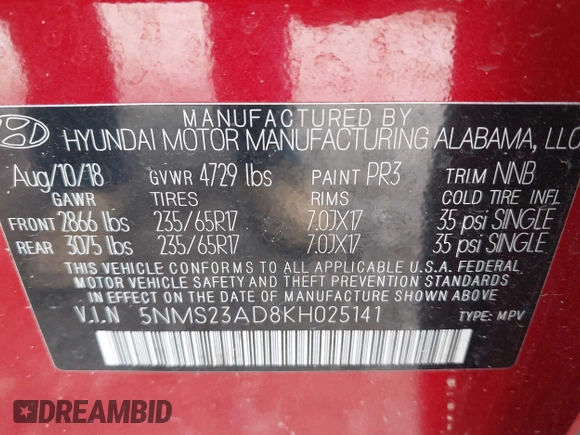 MANUFACTURED BY
HYUNDAI MOTOR MANUFACTURING ALABAMA, LLC
Aug/10/18 GVWR 4729 lbs PAINT PR3 TRIM NNB
GAWR TIRES RIMS COLD TIRE INFL
FRONT 2866 lbs 235/65R17 7.0JX17 35 psi SINGLE
REAR 3075 lbs 235/65R17 7.0JX17 35 psi SINGLE
THIS VEHICLE CONFORMS TO ALL APPLICABLE U.S.A. FEDERAL
MOTOR VEHICLE SAFETY AND THEFT PREVENTION STANDARDS
IN EFFECT ON THE DATE OF MANUFACTURE SHOWN ABOVE.
V.I.N 5NMS23AD8KH025141 TYPE: MPV
DREAMBID